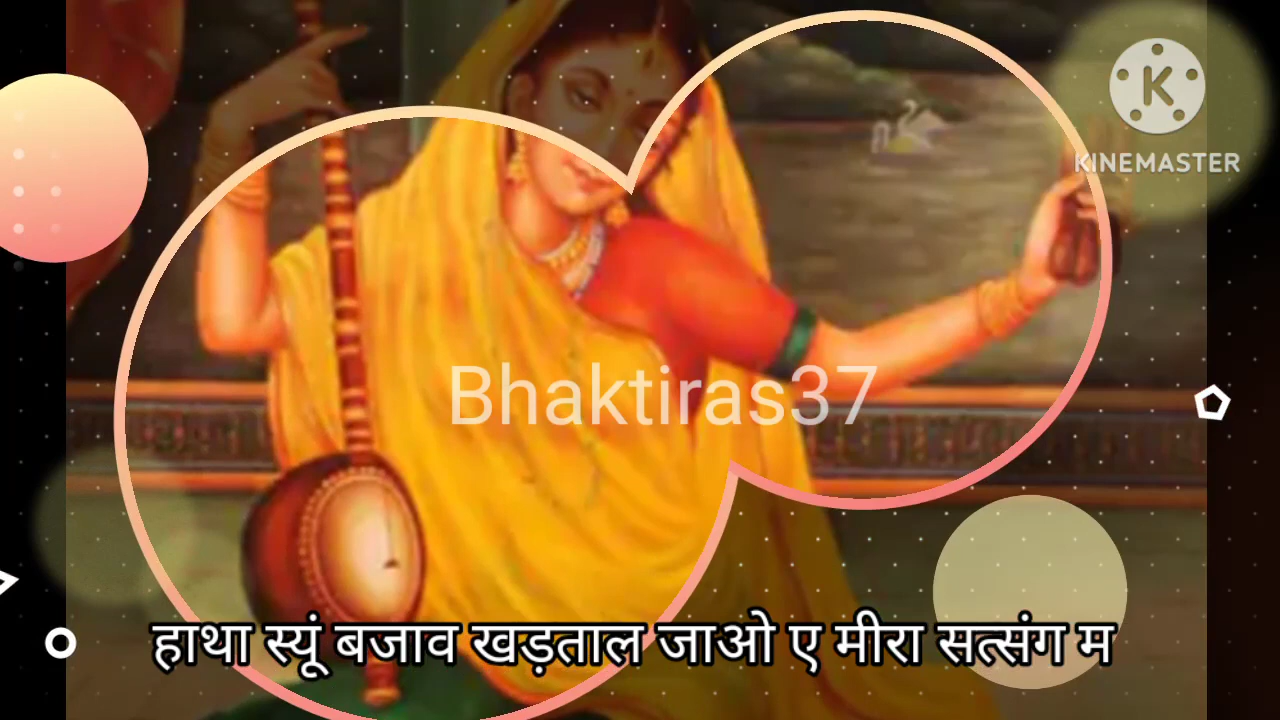 KINEMASTER
Bhaktiras37
हाथा स्यूं बजाव खड़ताल जाओ ए मीरा सत्संग म